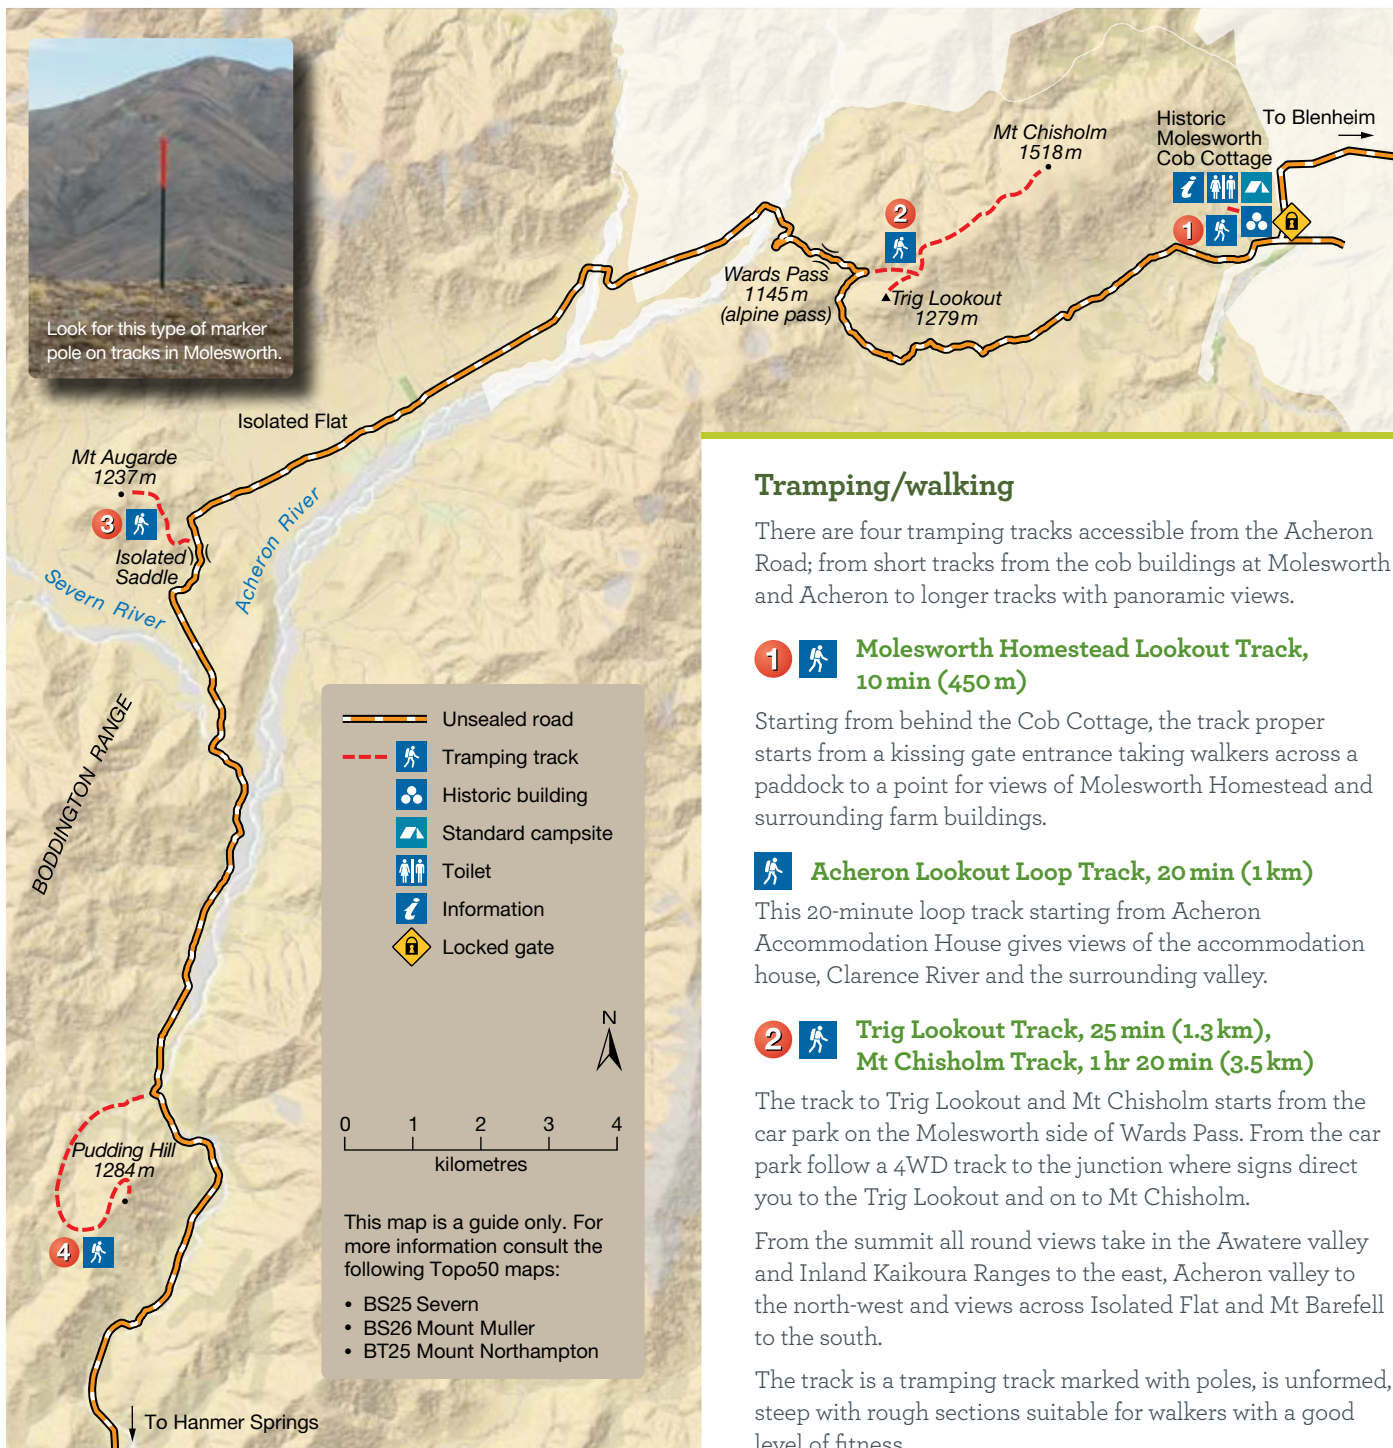 Look for this type of marker
pole on tracks in Molesworth.
Mt Chisholm
1518 m
Historic
Molesworth
Cob Cottage
To Blenheim
i
1
2
Wards Pass
1145 m
(alpine pass)
Trig Lookout
1279 m
Isolated Flat
Mt Augarde
1237 m
3
Isolated
Saddle
Severn River
Acheron River
BODDINGTON RANGE
Pudding Hill
1284 m
4
To Hanmer Springs
Unsealed road
Tramping track
Historic building
Standard campsite
Toilet
i Information
Locked gate
N
0 1 2 3 4
kilometres
This map is a guide only. For
more information consult the
following Topo50 maps:
• BS25 Severn
• BS26 Mount Muller
• BT25 Mount Northampton
Tramping/walking
There are four tramping tracks accessible from the Acheron
Road; from short tracks from the cob buildings at Molesworth
and Acheron to longer tracks with panoramic views.
1 Molesworth Homestead Lookout Track,
10 min (450 m)
Starting from behind the Cob Cottage, the track proper
starts from a kissing gate entrance taking walkers across a
paddock to a point for views of Molesworth Homestead and
surrounding farm buildings.
Acheron Lookout Loop Track, 20 min (1 km)
This 20-minute loop track starting from Acheron
Accommodation House gives views of the accommodation
house, Clarence River and the surrounding valley.
2 Trig Lookout Track, 25 min (1.3 km),
Mt Chisholm Track, 1 hr 20 min (3.5 km)
The track to Trig Lookout and Mt Chisholm starts from the
car park on the Molesworth side of Wards Pass. From the car
park follow a 4WD track to the junction where signs direct
you to the Trig Lookout and on to Mt Chisholm.
From the summit all round views take in the Awatere valley
and Inland Kaikoura Ranges to the east, Acheron valley to
the north-west and views across Isolated Flat and Mt Barefell
to the south.
The track is a tramping track marked with poles, is unformed,
steep with rough sections suitable for walkers with a good
level of fitness.